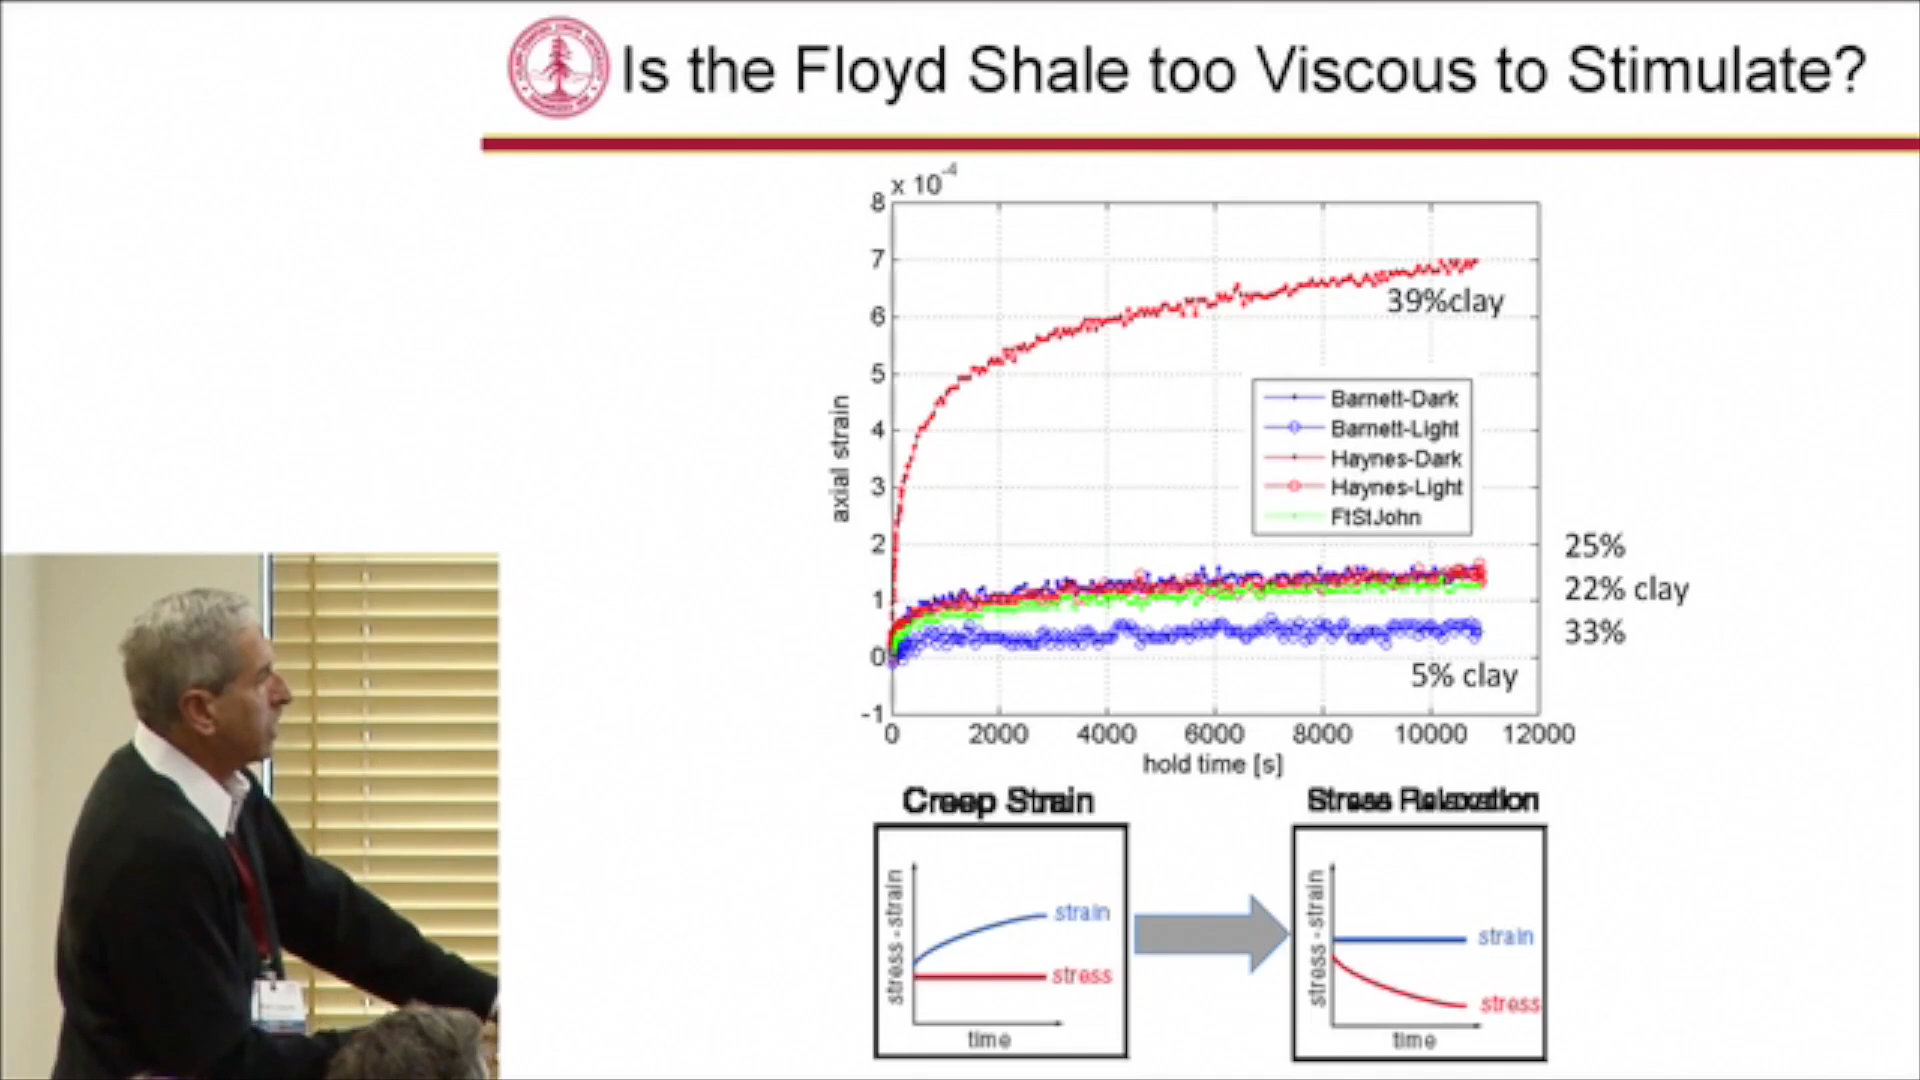 Is the Floyd Shale too Viscous to Stimulate?
x 10-4
8
7
6
5
4
3
2
1
0
-1
axial strain
39%clay
Barnett-Dark
Barnett-Light
Haynes-Dark
Haynes-Light
FtStJohn
25%
22% clay
33%
5% clay
0 2000 4000 6000 8000 10000 12000
hold time [s]
Creep Strain
Stress Relaxation
stress - strain
strain
stress
time
stress - strain
strain
stress
time